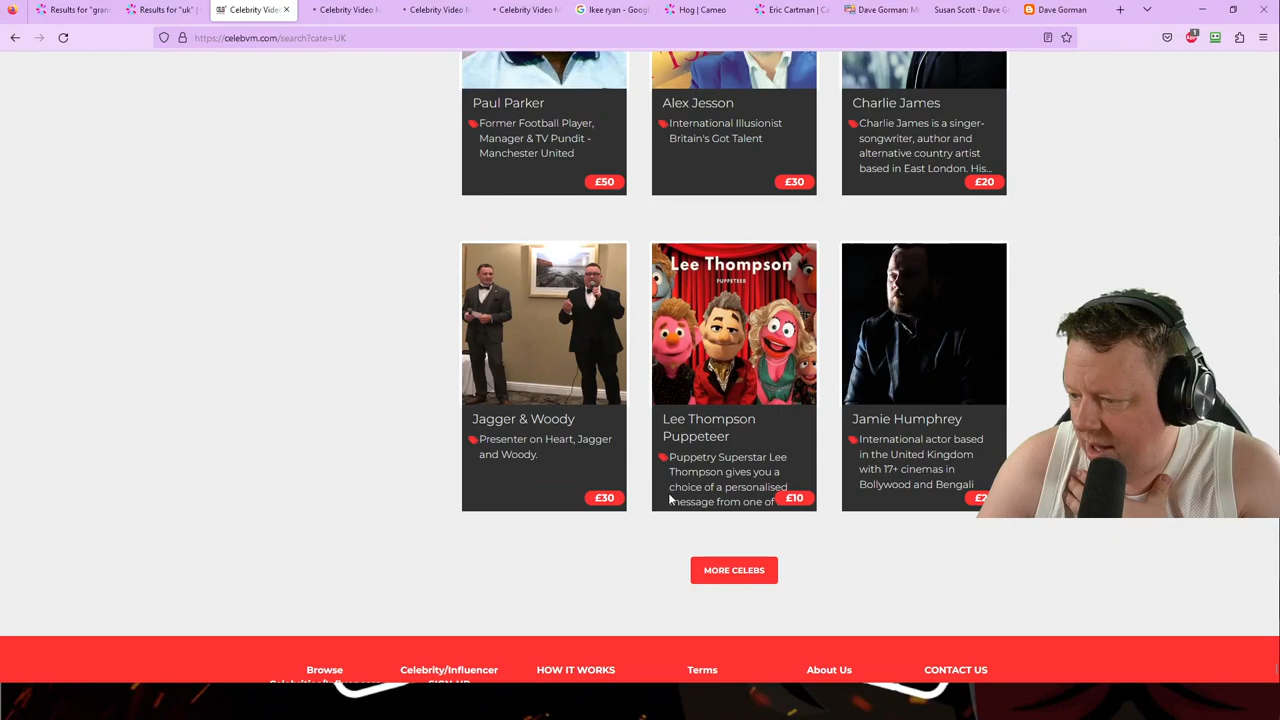 Results for "gran
Results for "uk" |
Celebrity Vide
Celebrity Video M
Celebrity Video M
Celebrity Video M
Ikee ryan - Goog
Hog | Cameo
Eric Cartman | Ca
Dave Gorman: M
Susan Scott - Dave G
Dave Gorman
https://celebvm.com/search?cate=UK
Paul Parker
Former Football Player,
Manager & TV Pundit -
Manchester United
£50
Alex Jesson
International Illusionist
Britain's Got Talent
£30
Charlie James
Charlie James is a singer-
songwriter, author and
alternative country artist
based in East London. His...
£20
Jagger & Woody
Presenter on Heart, Jagger
and Woody.
£30
Lee Thompson
PUPPETEER
Lee Thompson
Puppeteer
Puppetry Superstar Lee
Thompson gives you a
choice of a personalised
message from one of
£10
Jamie Humphrey
International actor based
in the United Kingdom
with 17+ cinemas in
Bollywood and Bengali
MORE CELEBS
Browse
Celebrity/Influencer
HOW IT WORKS
Terms
About Us
CONTACT US